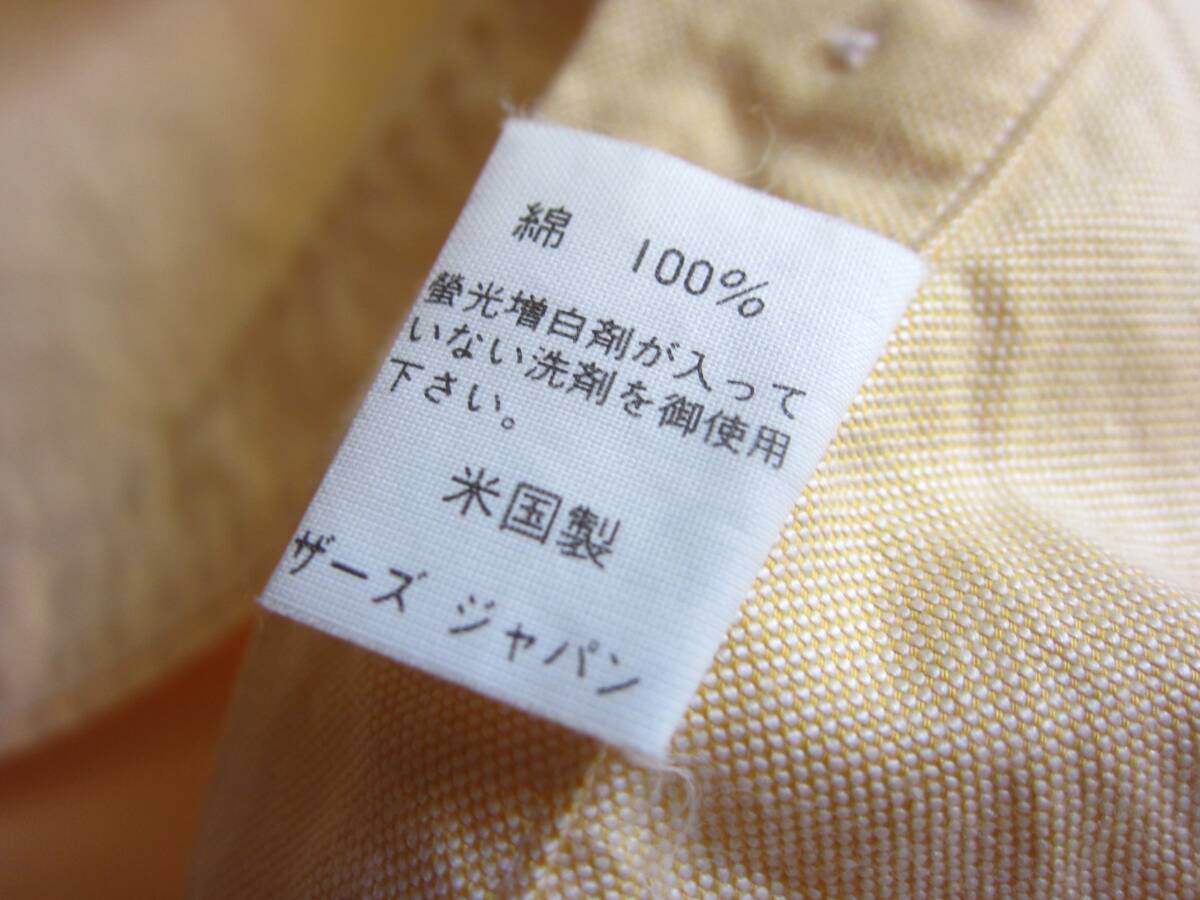 綿 100%
螢光増白剤が入って
いない洗剤を御使用
下さい。
米国製
ザーズ ジャパン